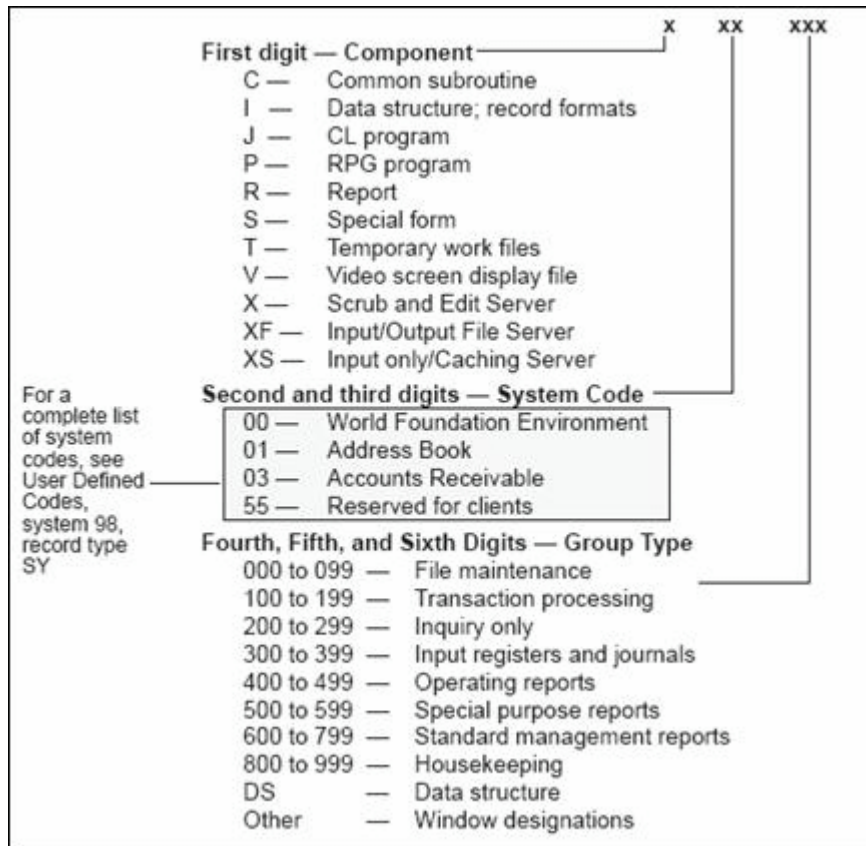 x xx xxx
First digit — Component
C — Common subroutine
I — Data structure; record formats
J — CL program
P — RPG program
R — Report
S — Special form
T — Temporary work files
V — Video screen display file
X — Scrub and Edit Server
XF — Input/Output File Server
XS — Input only/Caching Server
For a
complete list
of system
codes, see
User Defined
Codes,
system 98,
record type
SY
Second and third digits — System Code
00 — World Foundation Environment
01 — Address Book
03 — Accounts Receivable
55 — Reserved for clients
Fourth, Fifth, and Sixth Digits — Group Type
000 to 099 — File maintenance
100 to 199 — Transaction processing
200 to 299 — Inquiry only
300 to 399 — Input registers and journals
400 to 499 — Operating reports
500 to 599 — Special purpose reports
600 to 799 — Standard management reports
800 to 999 — Housekeeping
DS — Data structure
Other — Window designations